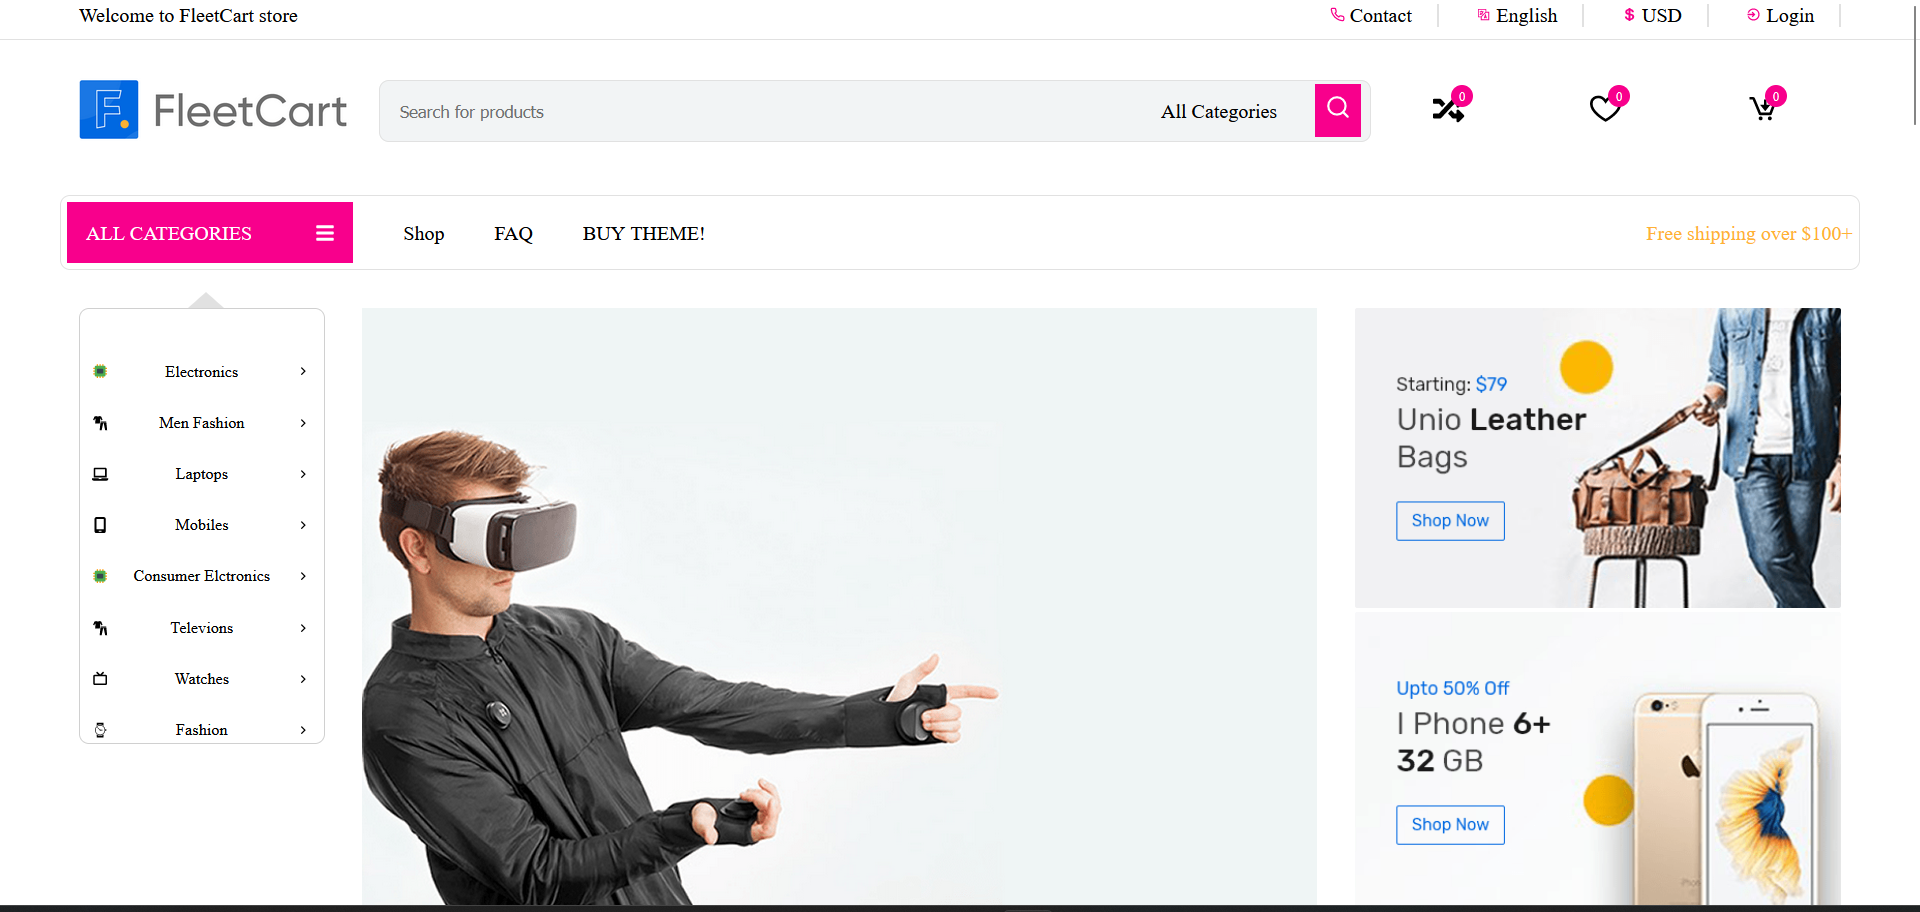 Welcome to FleetCart store
Contact
English
$ USD
Login
F.
FleetCart
Search for products
All Categories
0
0
0
ALL CATEGORIES
Shop
FAQ
BUY THEME!
Free shipping over $100+
Electronics
Men Fashion
Laptops
Mobiles
Consumer Elctronics
Televions
Watches
Fashion
Starting: $79
Unio Leather
Bags
Shop Now
Upto 50% Off
I Phone 6+
32 GB
Shop Now